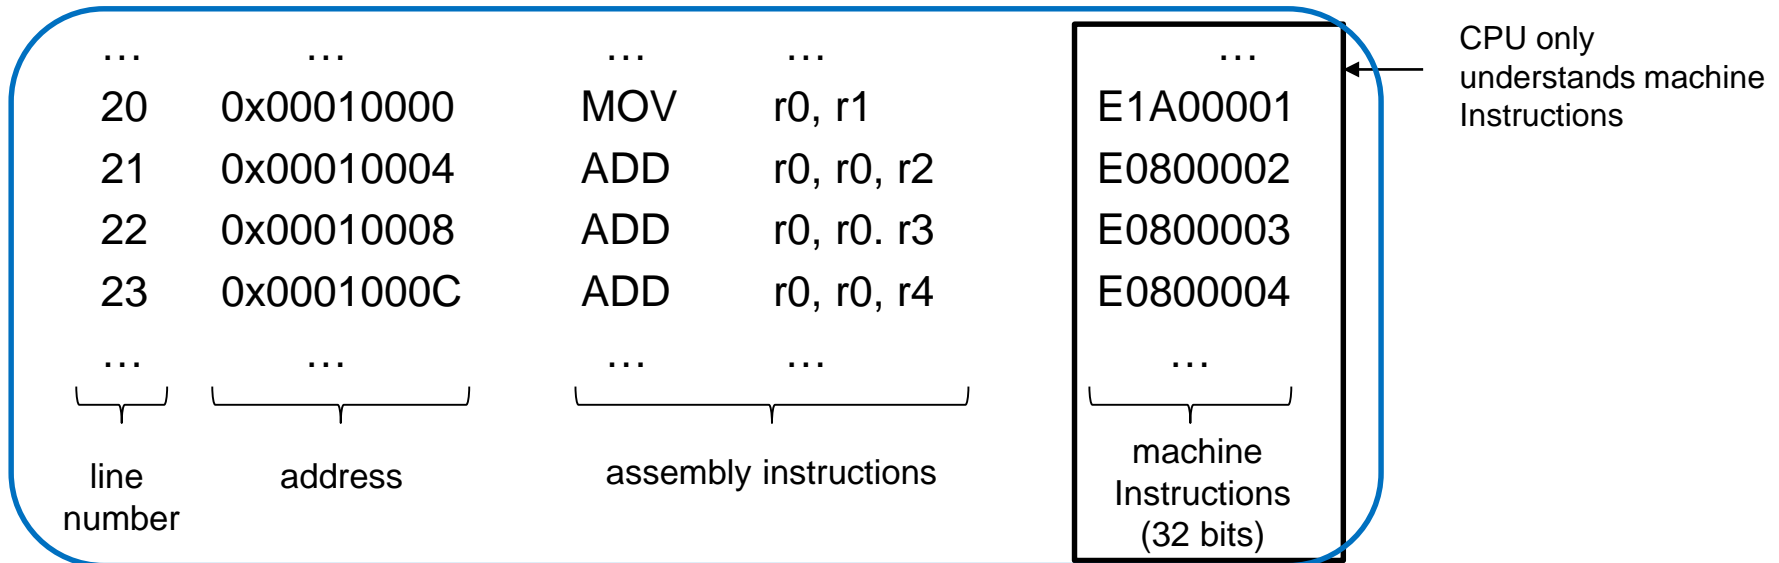 … … … … …
20 0x00010000 MOV r0, r1 E1A00001
21 0x00010004 ADD r0, r0, r2 E0800002
22 0x00010008 ADD r0, r0. r3 E0800003
23 0x0001000C ADD r0, r0, r4 E0800004
… … … … …
line
number
address
assembly instructions
machine
Instructions
(32 bits)
CPU only
understands machine
Instructions